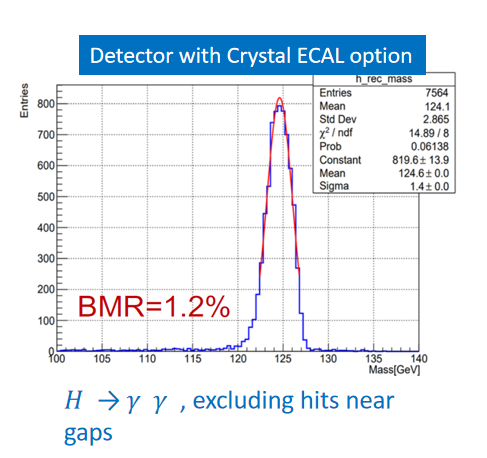 Detector with Crystal ECAL option
h_rec_mass
Entries 7564
Mean 124.1
Std Dev 2.865
χ² / ndf 14.89 / 8
Prob 0.06138
Constant 819.6 ± 13.9
Mean 124.6 ± 0.0
Sigma 1.4 ± 0.0
Entries
800
700
600
500
400
300
200
100
0
BMR=1.2%
100 105 110 115 120 125 130 135 140
Mass[GeV]
H → γ γ , excluding hits near
gaps